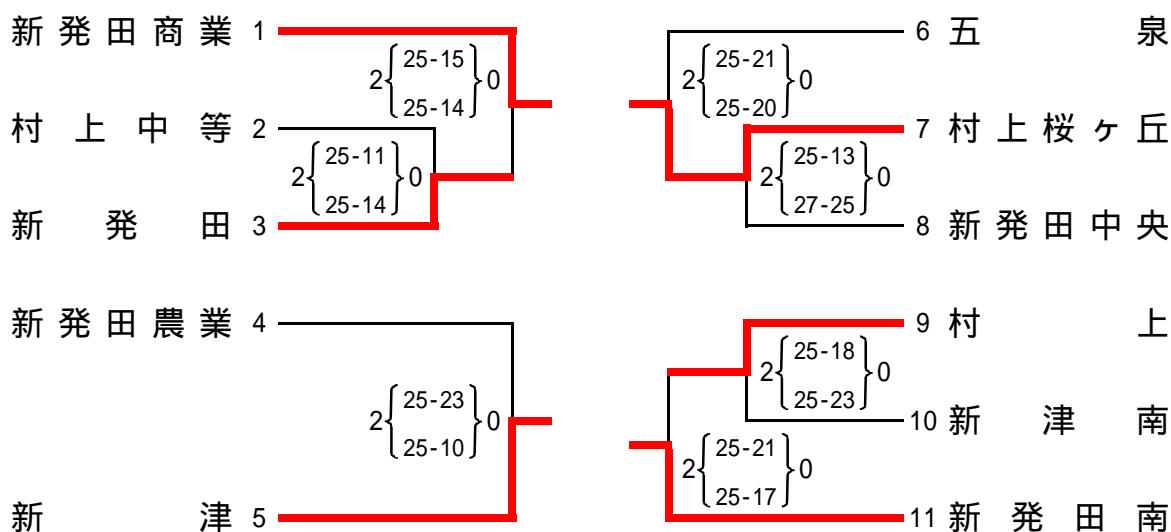 新発田商業 1
25-15
2 0
25-14
村上中等 2
25-11
2 0
25-14
新発田 3
新発田農業 4
25-23
2 0
25-10
新津 5
6 五泉
25-21
2 0
25-20
7 村上桜ヶ丘
25-13
2 0
27-25
8 新発田中央
9 村上
25-18
2 0
25-23
10 新津南
25-21
2 0
25-17
11 新発田南